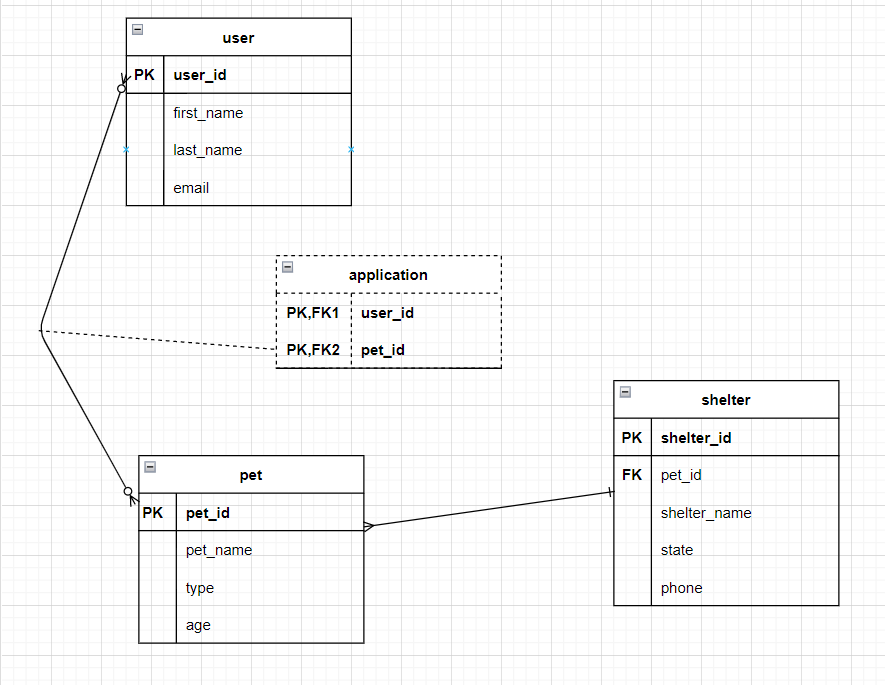 user
PK user_id
first_name
last_name
email
application
PK,FK1 user_id
PK,FK2 pet_id
shelter
PK shelter_id
FK pet_id
shelter_name
state
phone
pet
PK pet_id
pet_name
type
age